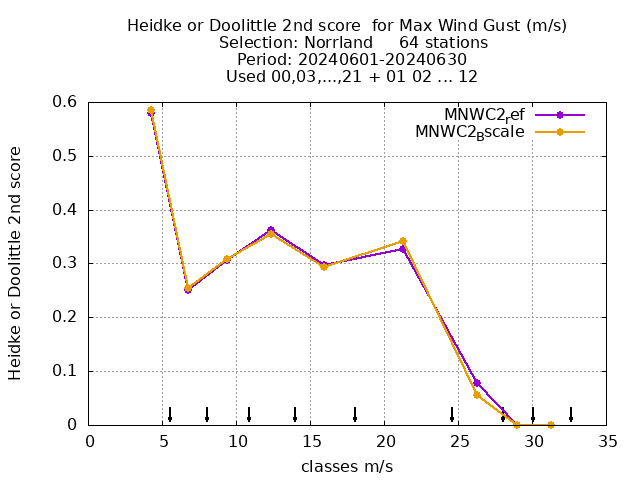 Heidke or Doolittle 2nd score  for Max Wind Gust (m/s)
Selection: Norrland     64 stations
Period: 20240601-20240630
Used 00,03,...,21 + 01 02 ... 12
MNWC2_ref
MNWC2_Bscale
Heidke or Doolittle 2nd score
0.6
0.5
0.4
0.3
0.2
0.1
0
0 5 10 15 20 25 30 35
classes m/s